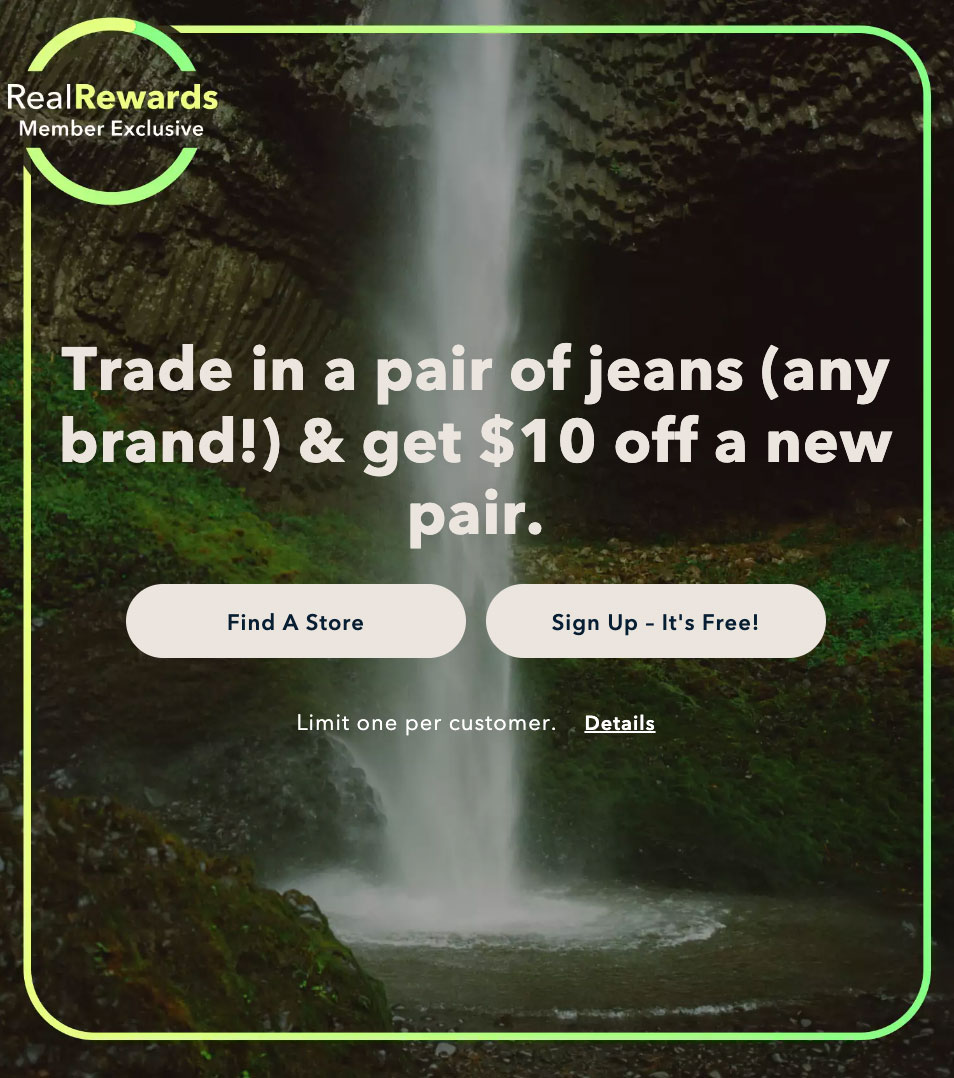 RealRewards
Member Exclusive
Trade in a pair of jeans (any
brand!) & get $10 off a new
pair.
Find A Store
Sign Up – It's Free!
Limit one per customer. Details